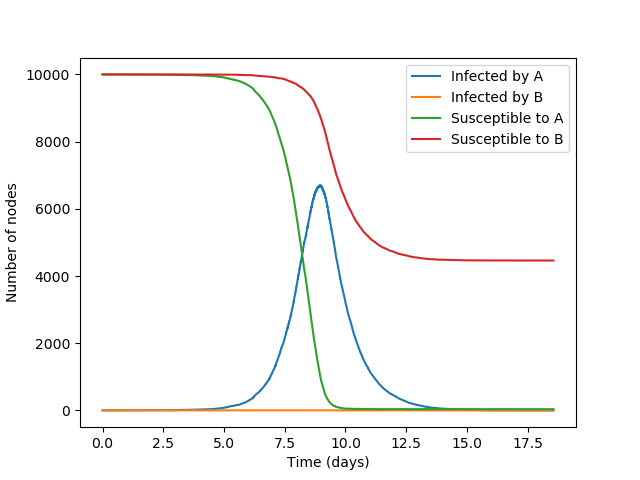 Infected by A
Infected by B
Susceptible to A
Susceptible to B
Number of nodes
10000
8000
6000
4000
2000
0
0.0 2.5 5.0 7.5 10.0 12.5 15.0 17.5
Time (days)